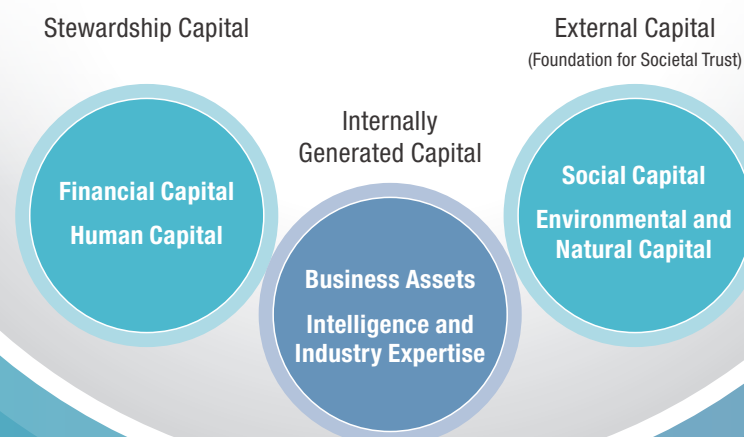 Stewardship Capital
Financial Capital
Human Capital
Internally
Generated Capital
Business Assets
Intelligence and
Industry Expertise
External Capital
(Foundation for Societal Trust)
Social Capital
Environmental and
Natural Capital